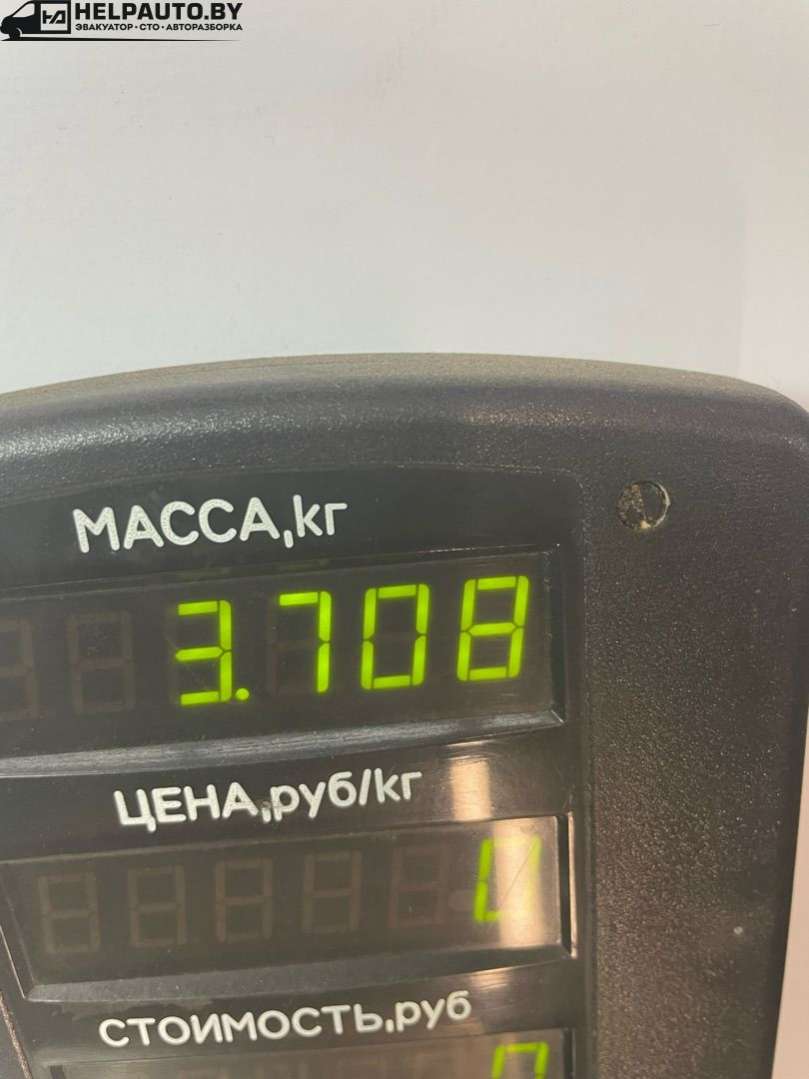 HELPAUTO.BY
ЭВАКУАТОР·СТО·АВТОРАЗБОРКА
МАССА,кг
3.708
ЦЕНА,руб/кг
0
СТОИМОСТЬ,руб
0